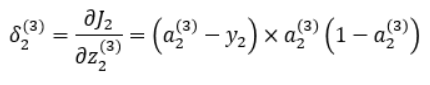 δ₂⁽³⁾ = ∂J₂ / ∂z₂⁽³⁾ = (a₂⁽³⁾ − y₂) × a₂⁽³⁾ (1 − a₂⁽³⁾)